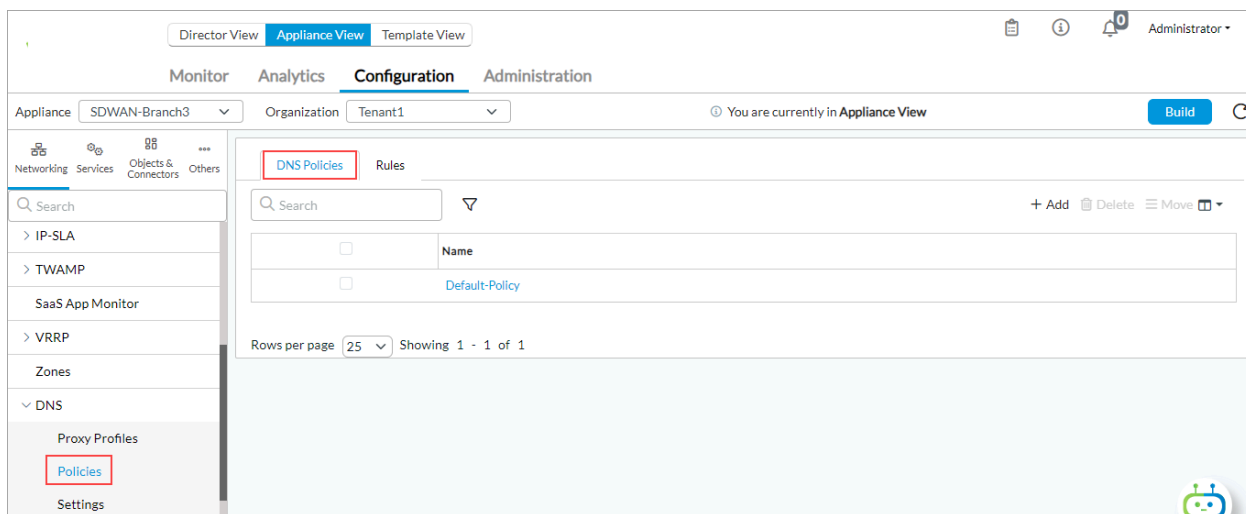 Director View Appliance View Template View 0 Administrator
Monitor Analytics Configuration Administration
Appliance SDWAN-Branch3 Organization Tenant1 You are currently in Appliance View Build
Networking Services Objects & Connectors Others
Search
IP-SLA
TWAMP
SaaS App Monitor
VRRP
Zones
DNS
Proxy Profiles
Policies
Settings
DNS Policies Rules
Search + Add Delete Move
Name
Default-Policy
Rows per page 25 Showing 1 - 1 of 1